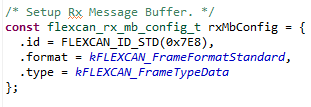 /* Setup Rx Message Buffer. */
const flexcan_rx_mb_config_t rxMbConfig = {
.id = FLEXCAN_ID_STD(0x7E8),
.format = kFLEXCAN_FrameFormatStandard,
.type = kFLEXCAN_FrameTypeData
};